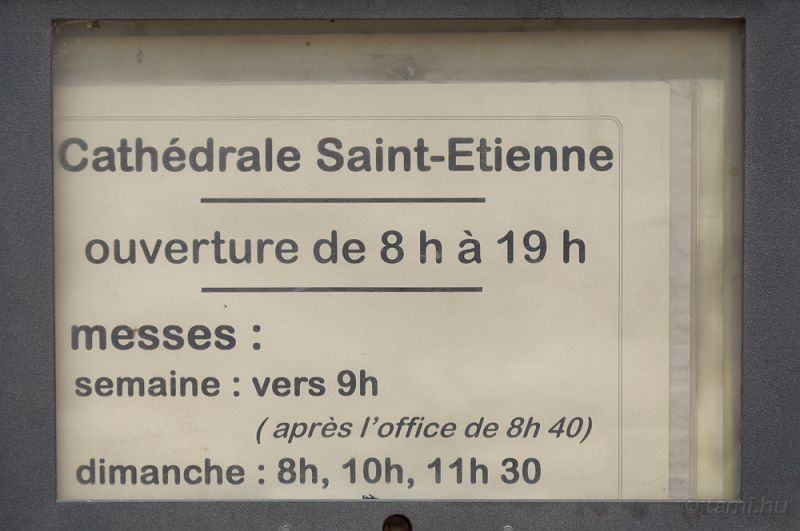 Cathédrale Saint-Etienne
ouverture de 8 h à 19 h
messes :
semaine : vers 9h
( après l'office de 8h 40)
dimanche : 8h, 10h, 11h 30
© tami.hu